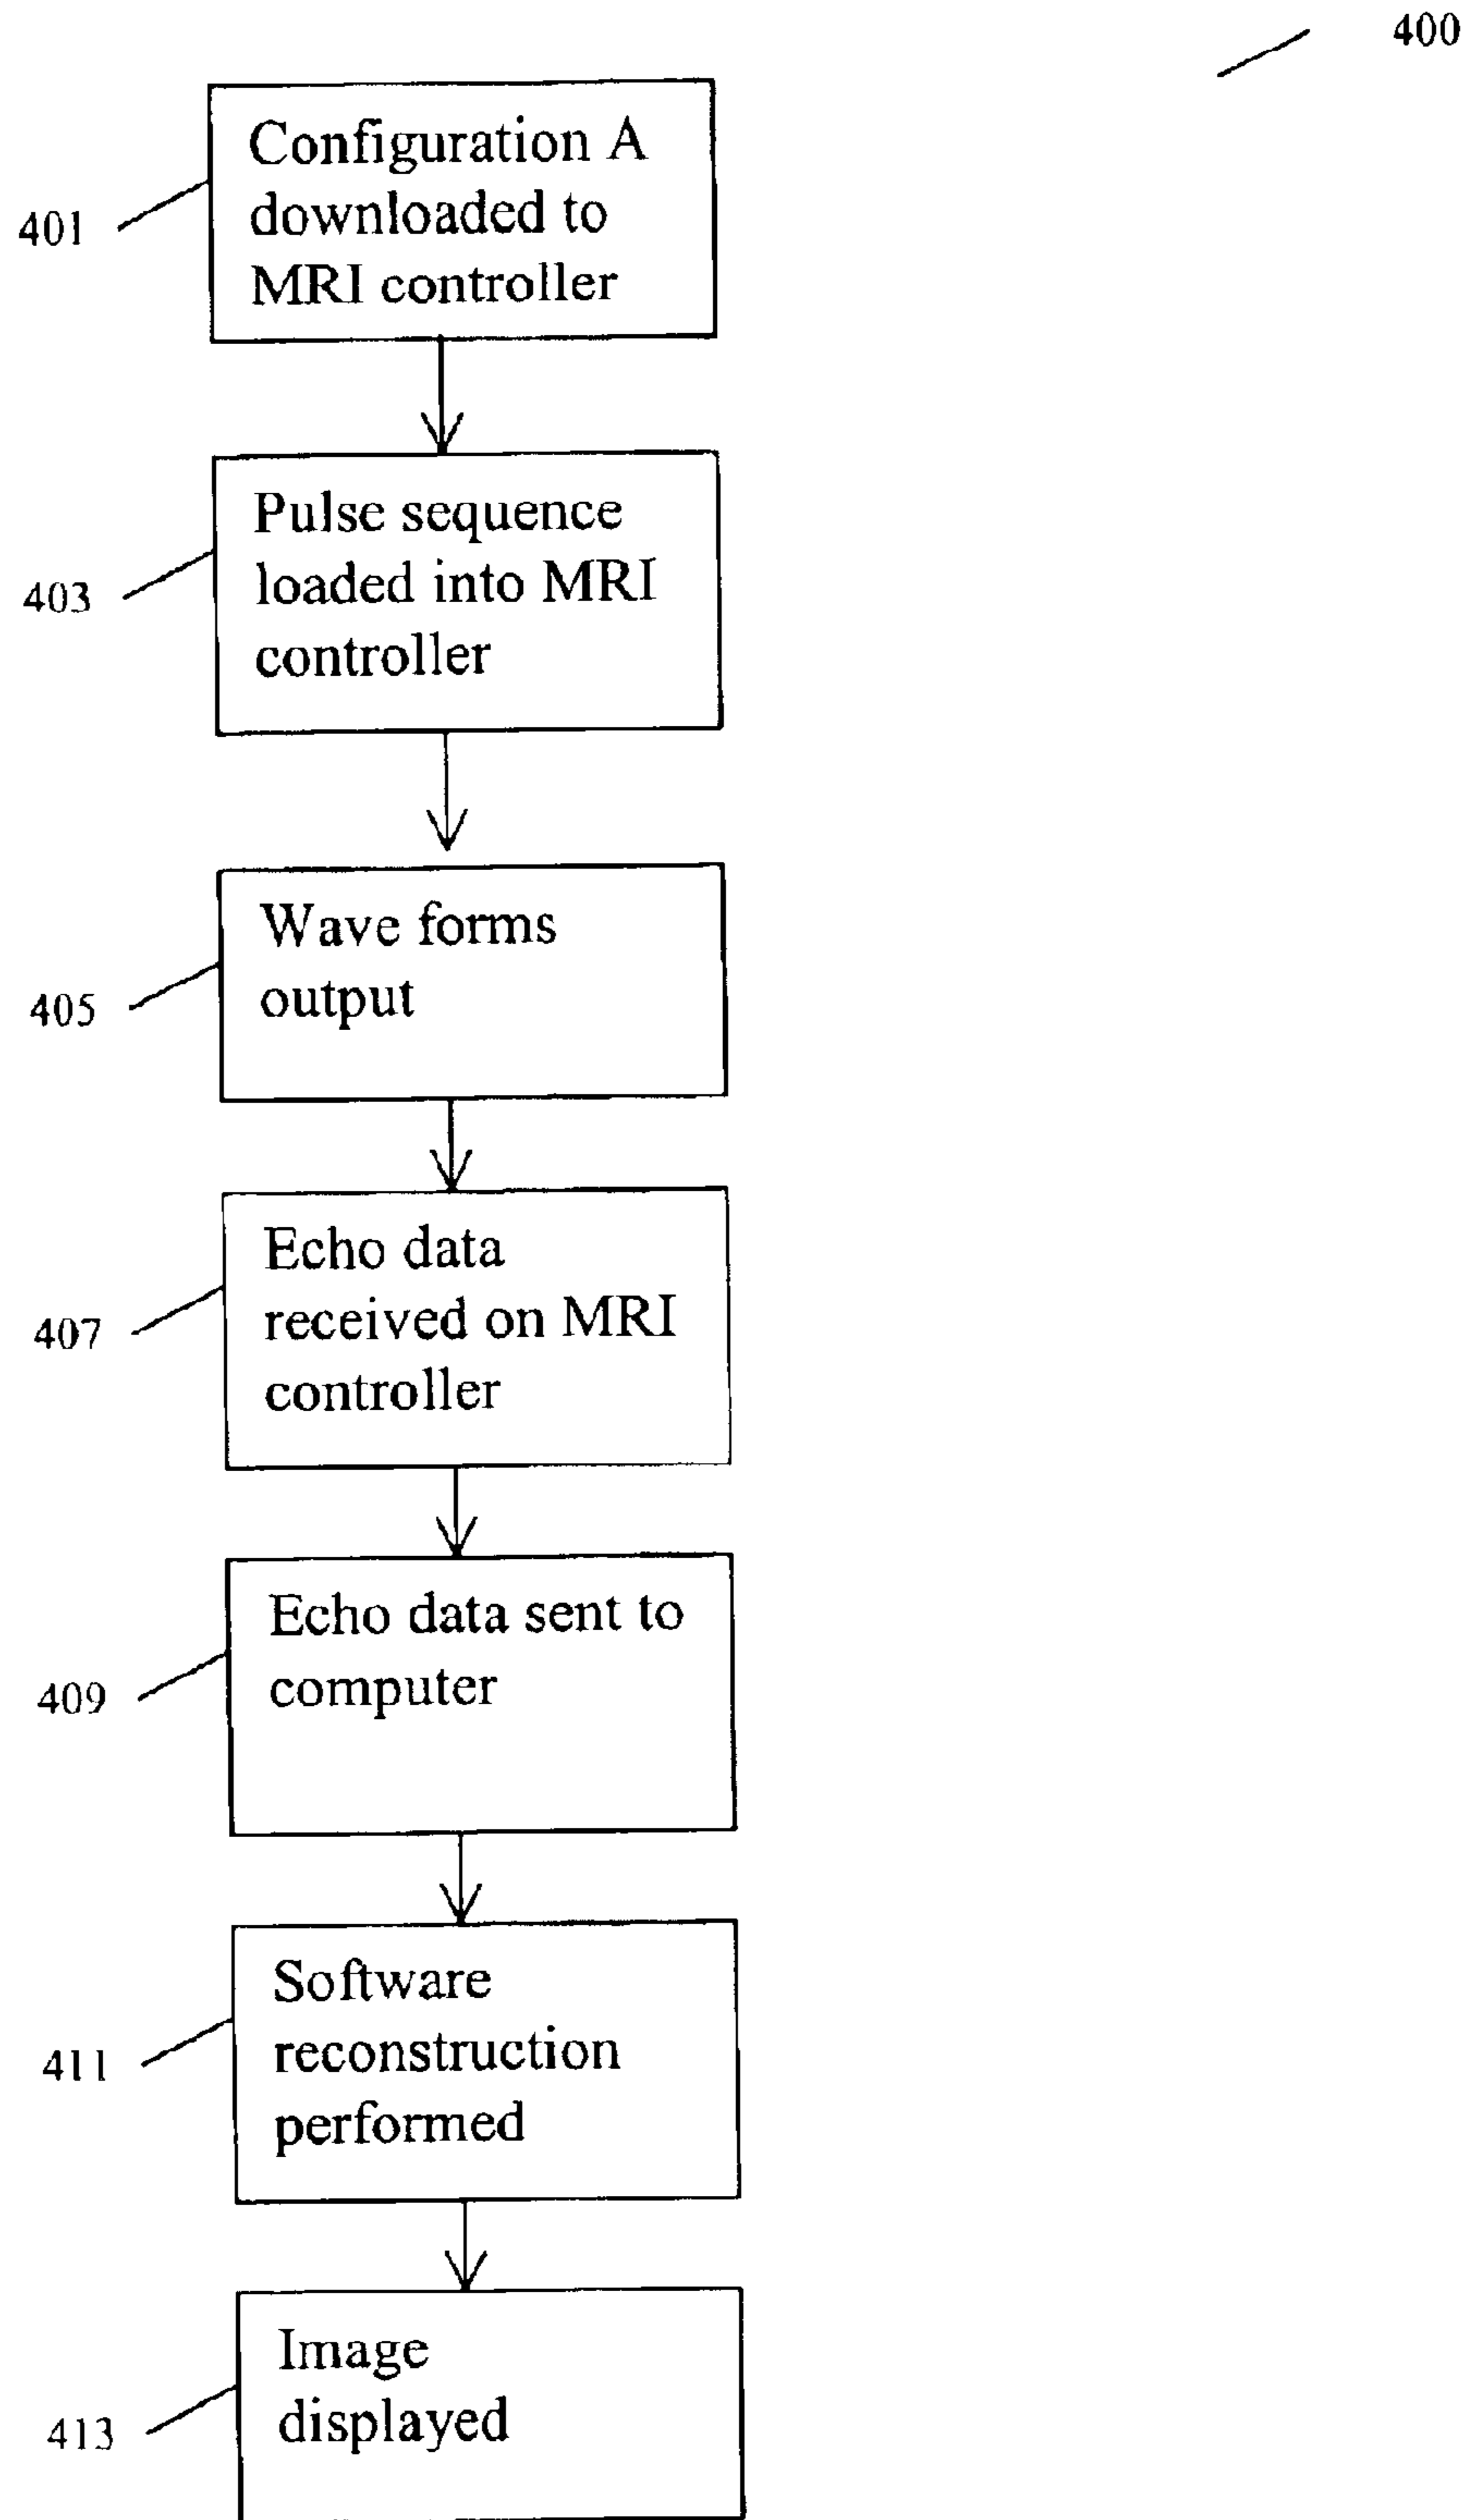 400
Configuration A
downloaded to
MRI controller
401
Pulse sequence
loaded into MRI
controller
403
Wave forms
output
405
Echo data
received on MRI
controller
407
Echo data sent to
computer
409
Software
reconstruction
performed
411
Image
displayed
413